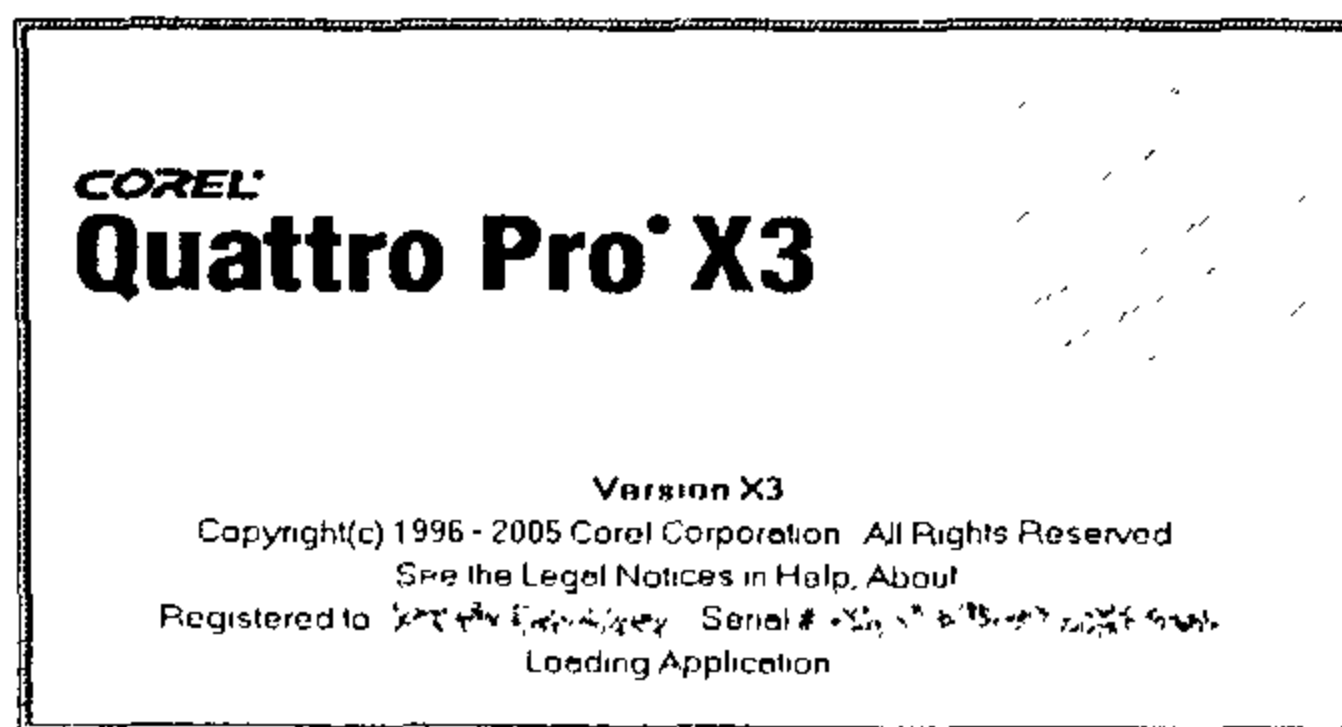 COREL®
Quattro Pro® X3
Version X3
Copyright(c) 1996 - 2005 Corel Corporation All Rights Reserved
See the Legal Notices in Help, About
Registered to Serial #
Loading Application